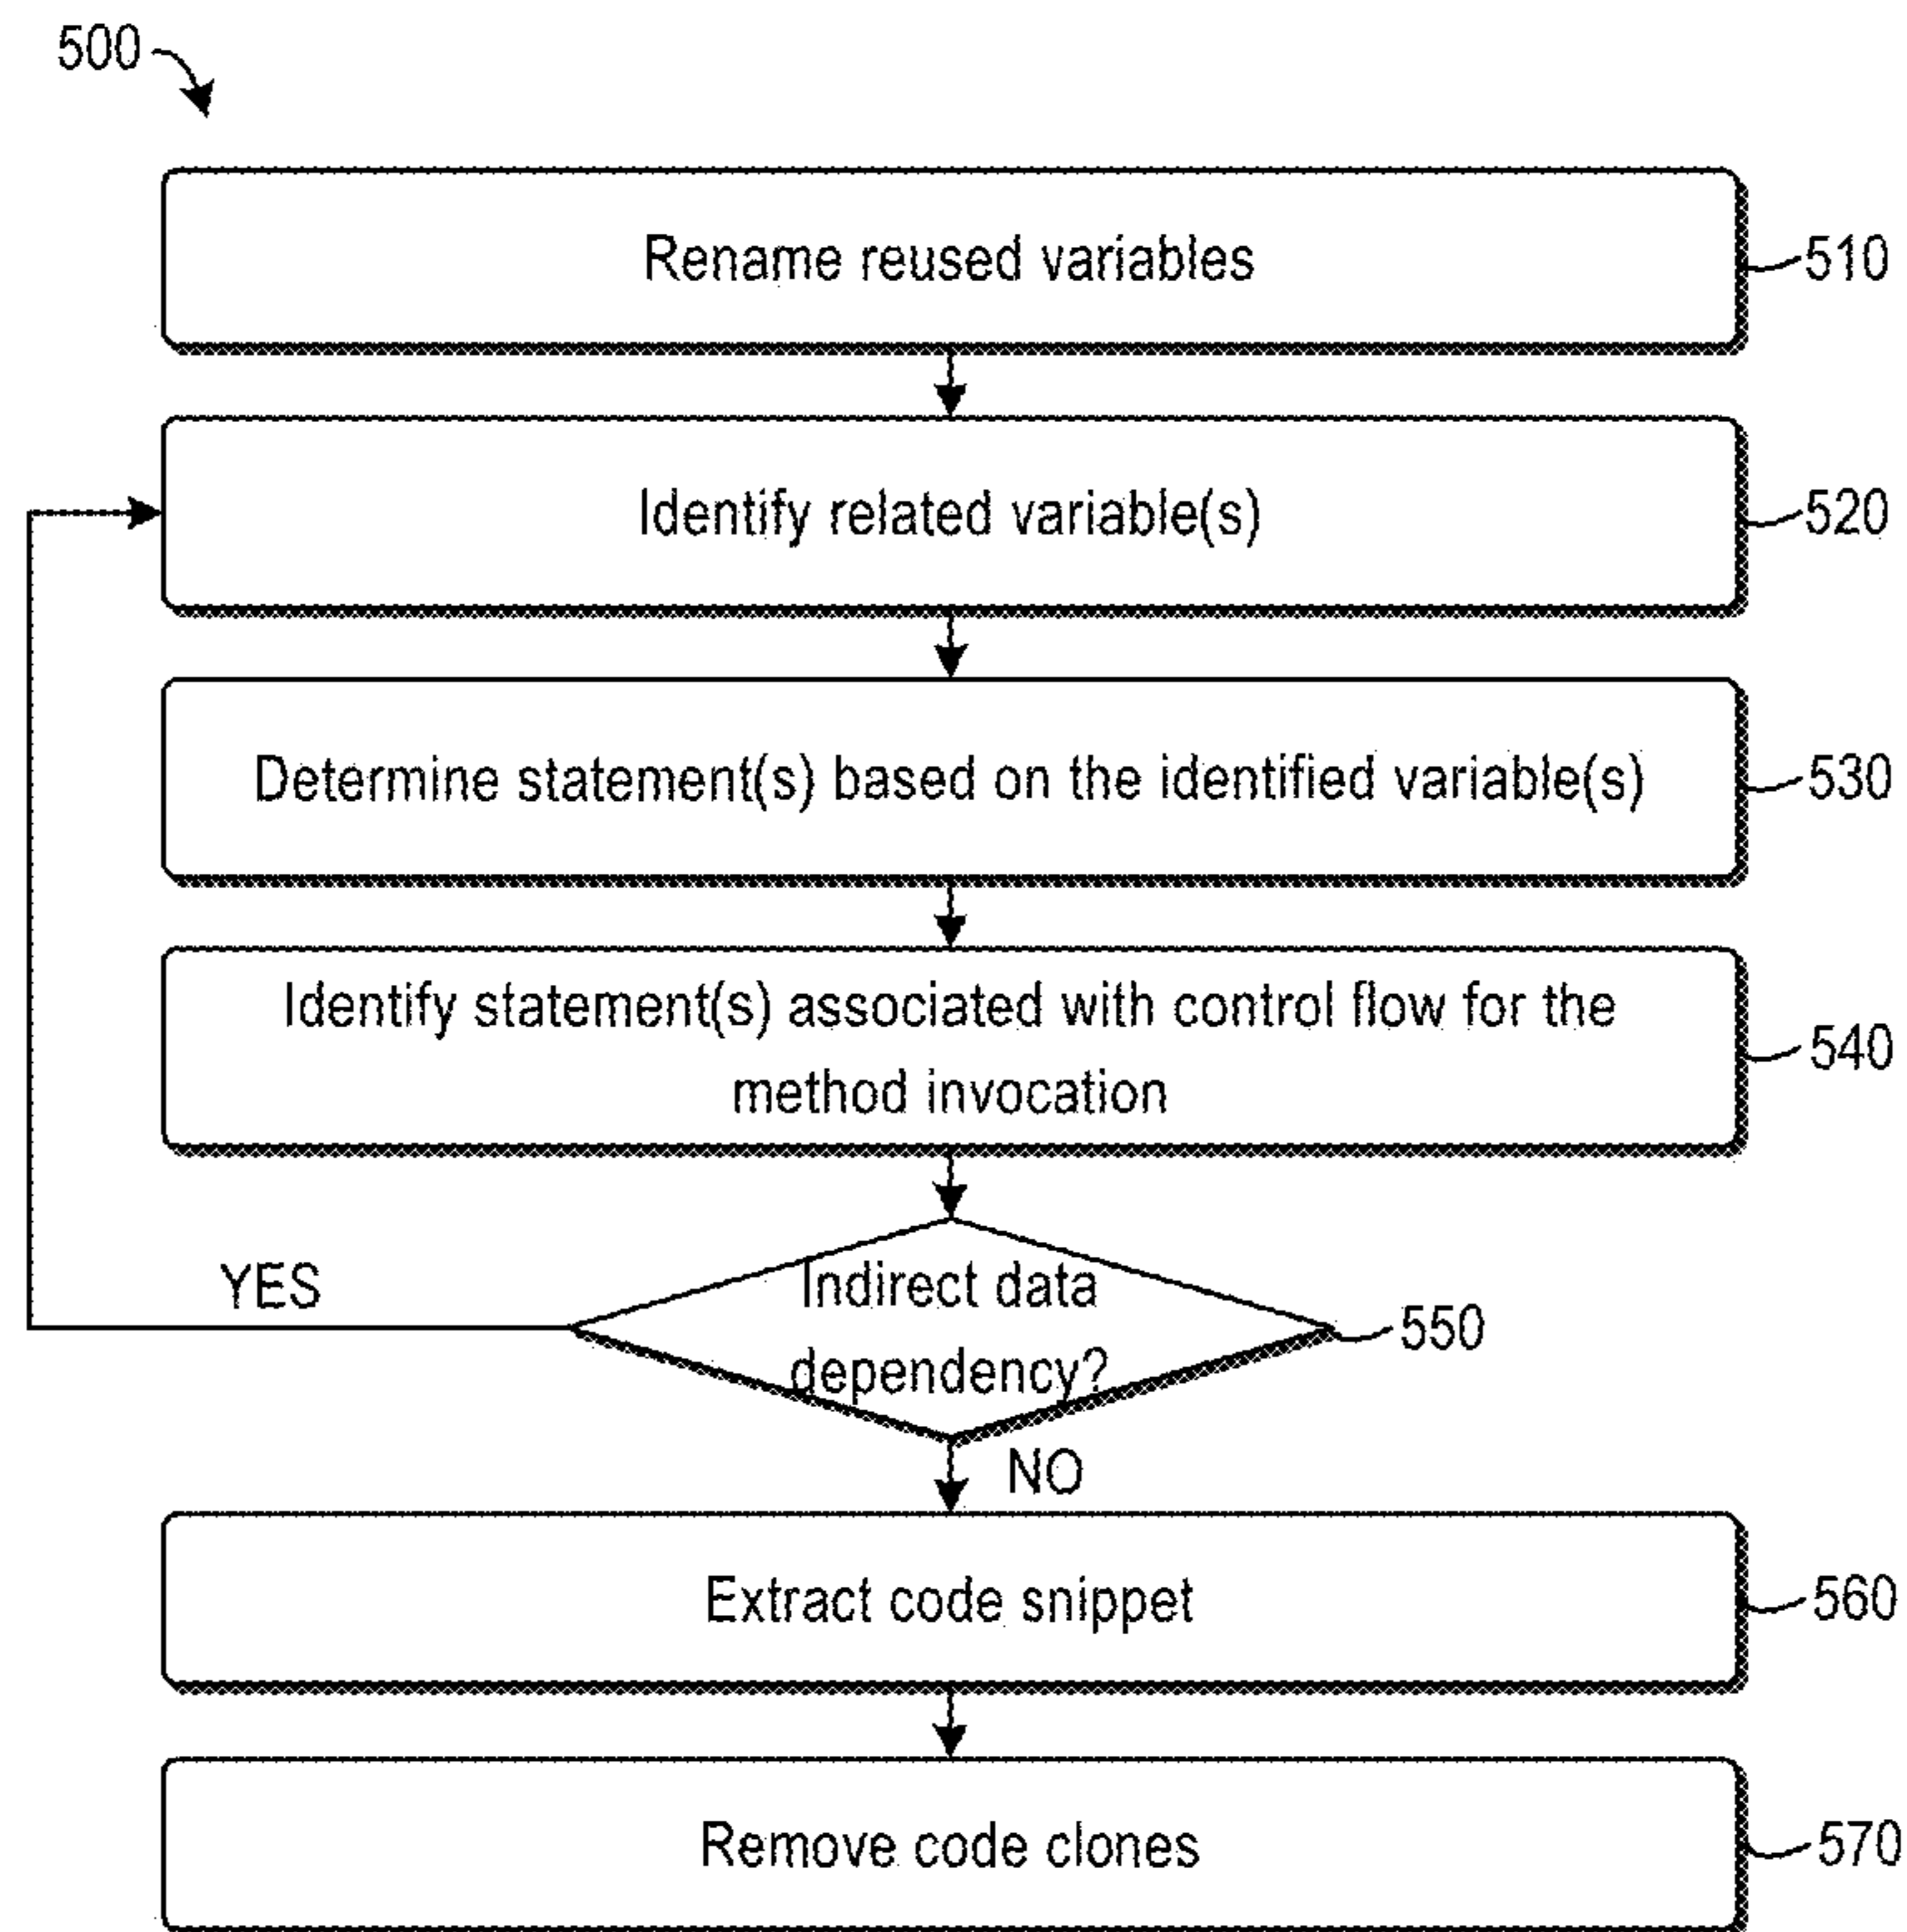 500
Rename reused variables
510
Identify related variable(s)
520
Determine statement(s) based on the identified variable(s)
530
Identify statement(s) associated with control flow for the
method invocation
540
YES
Indirect data
dependency?
550
NO
Extract code snippet
560
Remove code clones
570